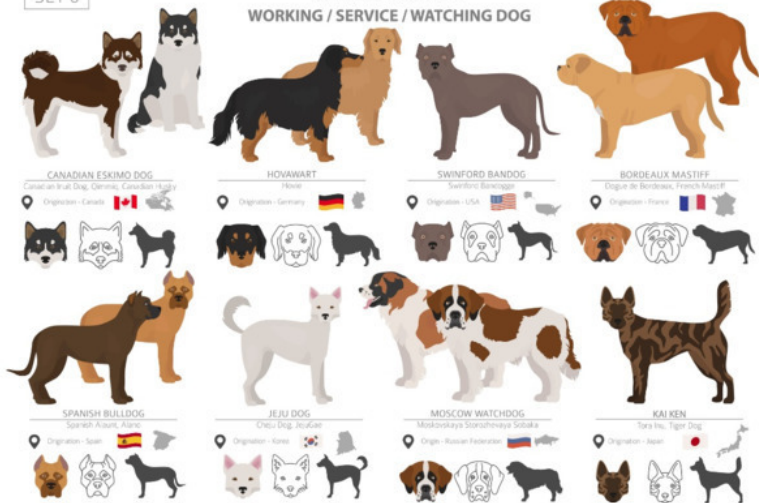 WORKING / SERVICE / WATCHING DOG
CANADIAN ESKIMO DOG
Canadian Inuit Dog, Qimmiq, Canadian Husky
Origination - Canada
HOVAWART
Hovie
Origination - Germany
SWINFORD BANDOG
Swinford Bandogge
Origination - USA
BORDEAUX MASTIFF
Dogue de Bordeaux, French Mastiff
Origination - France
SPANISH BULLDOG
Spanish Alaunt, Alano
Origination - Spain
JEJU DOG
Cheju Dog, JejuGae
Origination - Korea
MOSCOW WATCHDOG
Moskovskaya Storozhevaya Sobaka
Origin - Russian Federation
KAI KEN
Tora Inu, Tiger Dog
Origination - Japan